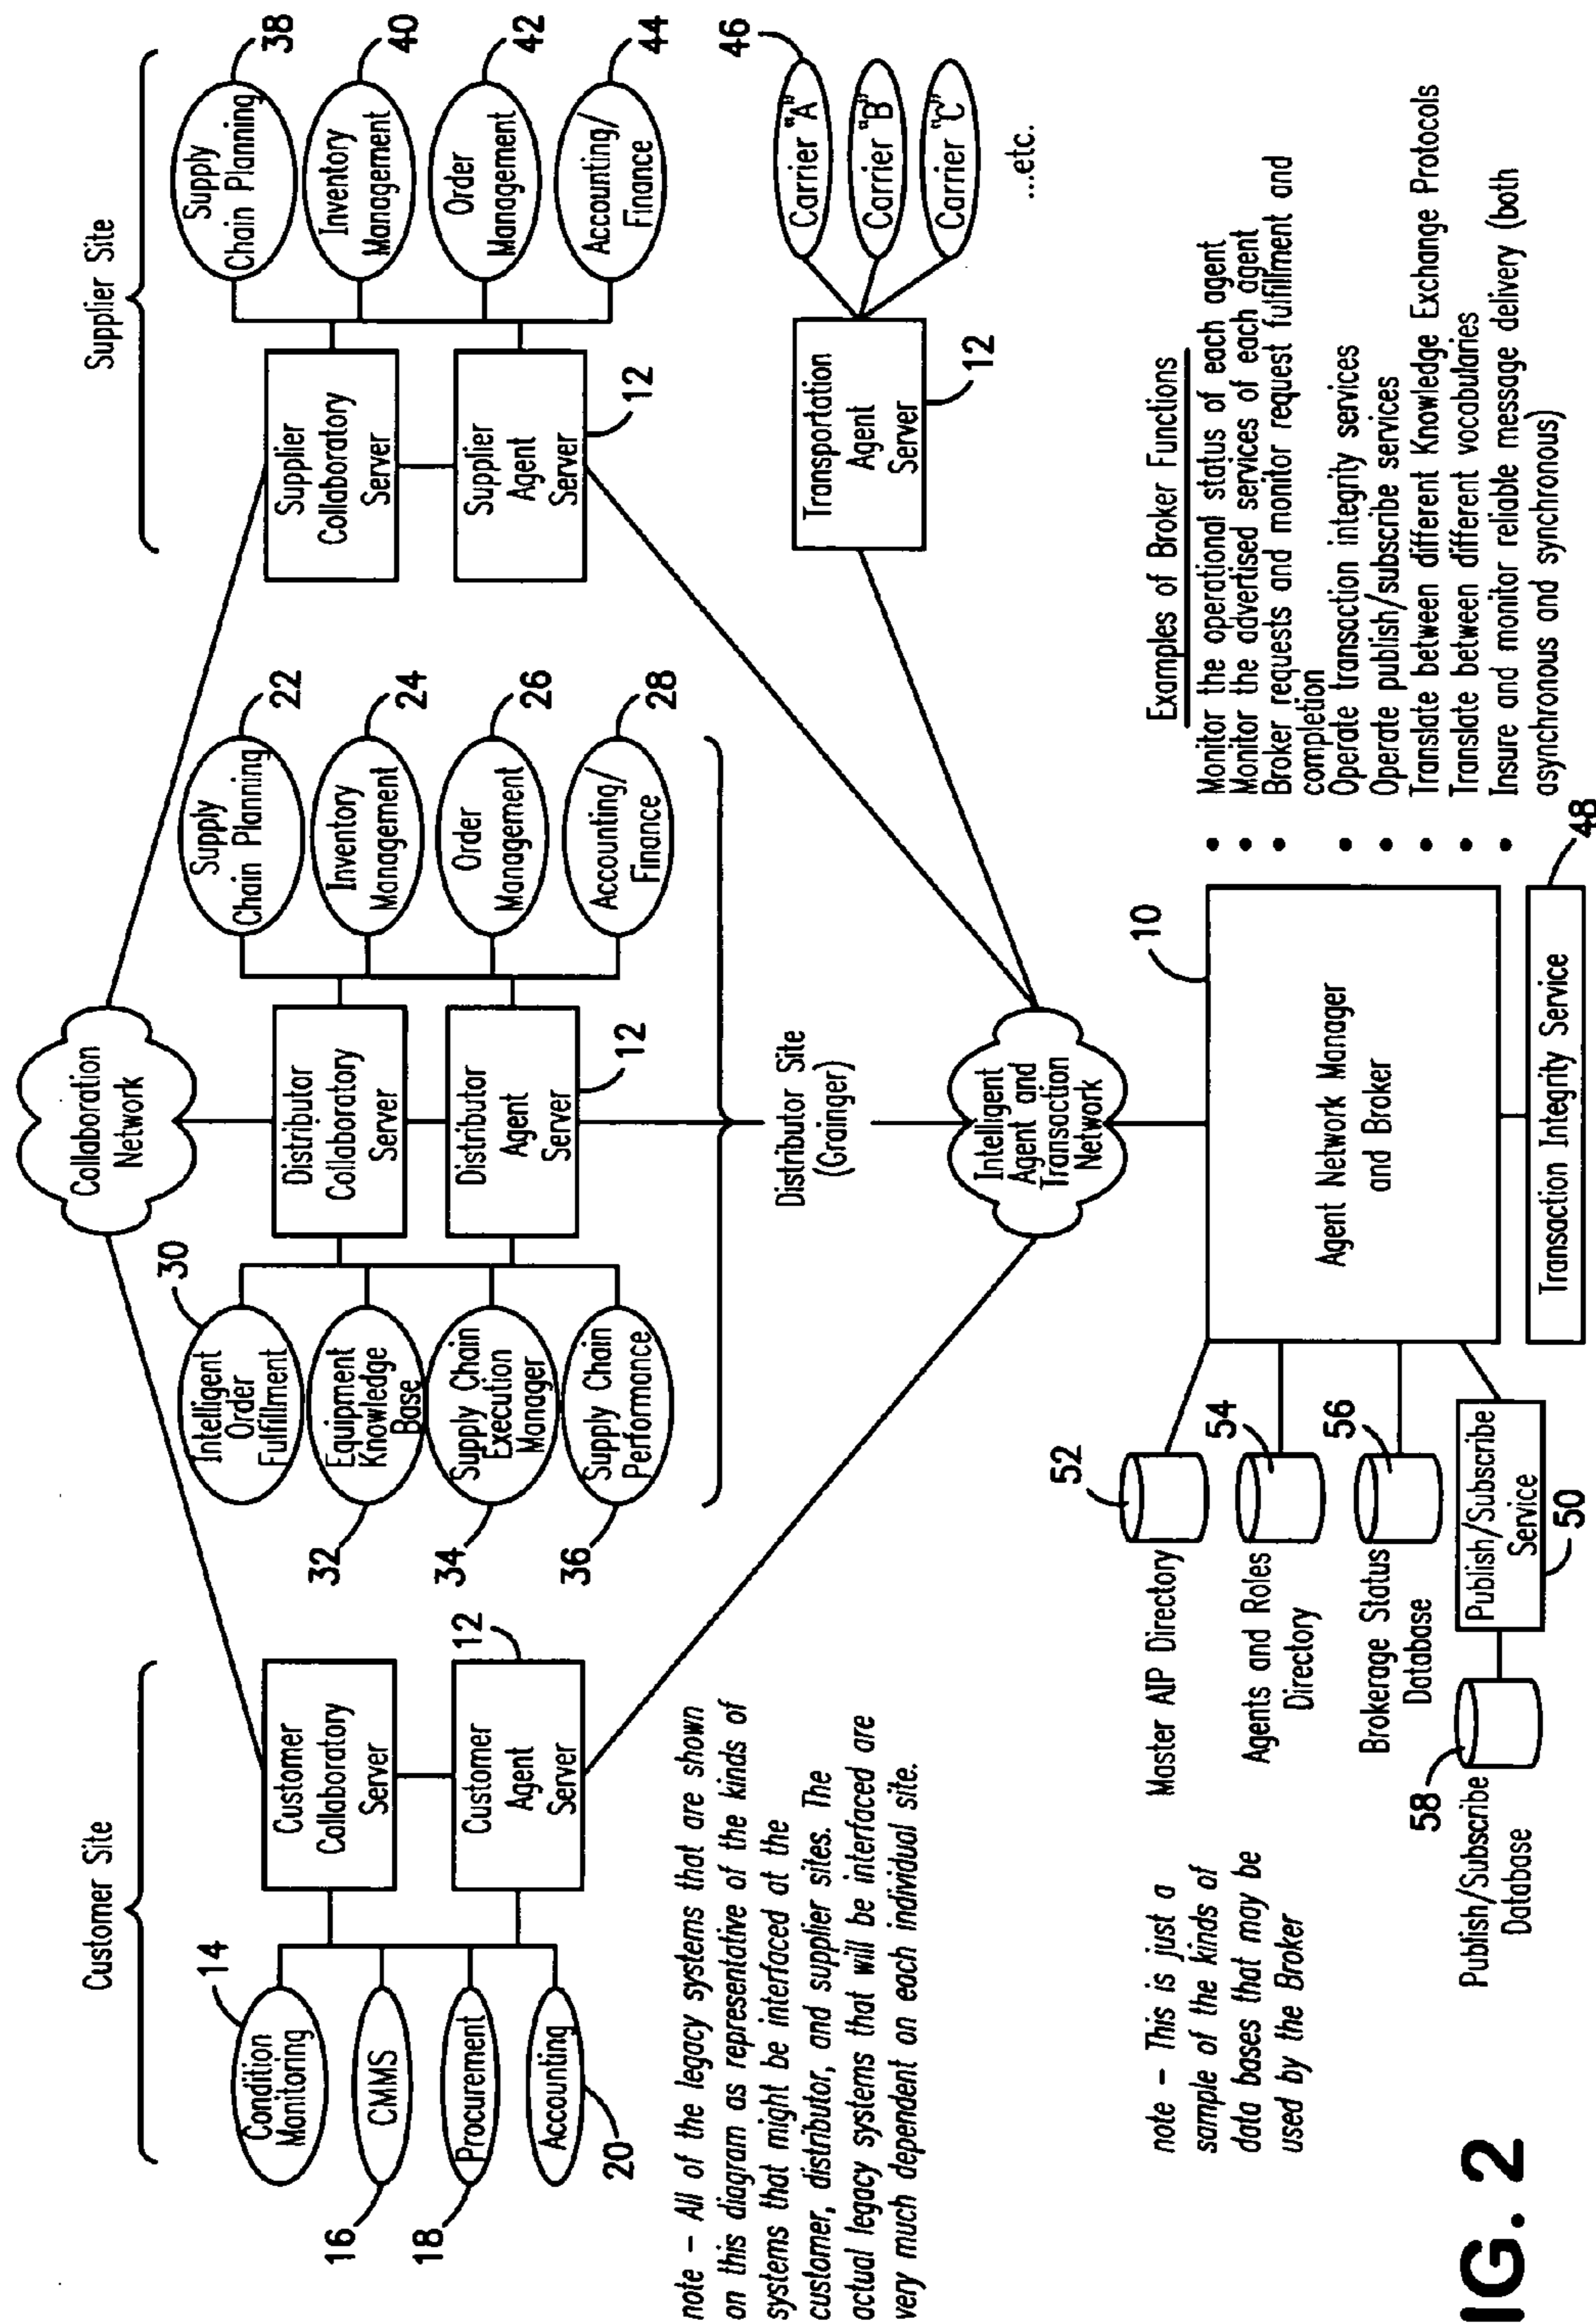 Customer Site
Supplier Site
Collaboration
Network
14
Condition
Monitoring
16
CMMS
18
Procurement
20
Accounting
Customer
Collaboratory
Server
Customer
Agent
Server
12
30
Intelligent
Order
Fulfillment
32
Equipment
Knowledge
Base
34
Supply Chain
Execution
Manager
36
Supply Chain
Performance
Distributor
Collaboratory
Server
Distributor
Agent
Server
12
Supply
Chain Planning
22
Inventory
Management
24
Order
Management
26
Accounting/
Finance
28
Distributor Site
(Grainger)
Supplier
Collaboratory
Server
Supplier
Agent
Server
12
Supply
Chain Planning
38
Inventory
Management
40
Order
Management
42
Accounting/
Finance
44
Transportation
Agent
Server
12
46
Carrier "A"
Carrier "B"
Carrier "C"
...etc.
note – All of the legacy systems that are shown
on this diagram as representative of the kinds of
systems that might be interfaced at the
customer, distributor, and supplier sites. The
actual legacy systems that will be interfaced are
very much dependent on each individual site.
Intelligent
Agent and
Transaction
Network
10
Agent Network Manager
and Broker
Transaction Integrity Service
48
52
Master AIP Directory
54
Agents and Roles
Directory
56
Brokerage Status
Database
Publish/Subscribe
Service
50
58
Publish/Subscribe
Database
note – This is just a
sample of the kinds of
data bases that may be
used by the Broker
Examples of Broker Functions
• Monitor the operational status of each agent
• Monitor the advertised services of each agent
• Broker requests and monitor request fulfillment and
completion
• Operate transaction integrity services
• Operate publish/subscribe services
• Translate between different Knowledge Exchange Protocols
• Translate between different vocabularies
• Insure and monitor reliable message delivery (both
asynchronous and synchronous)
IG. 2